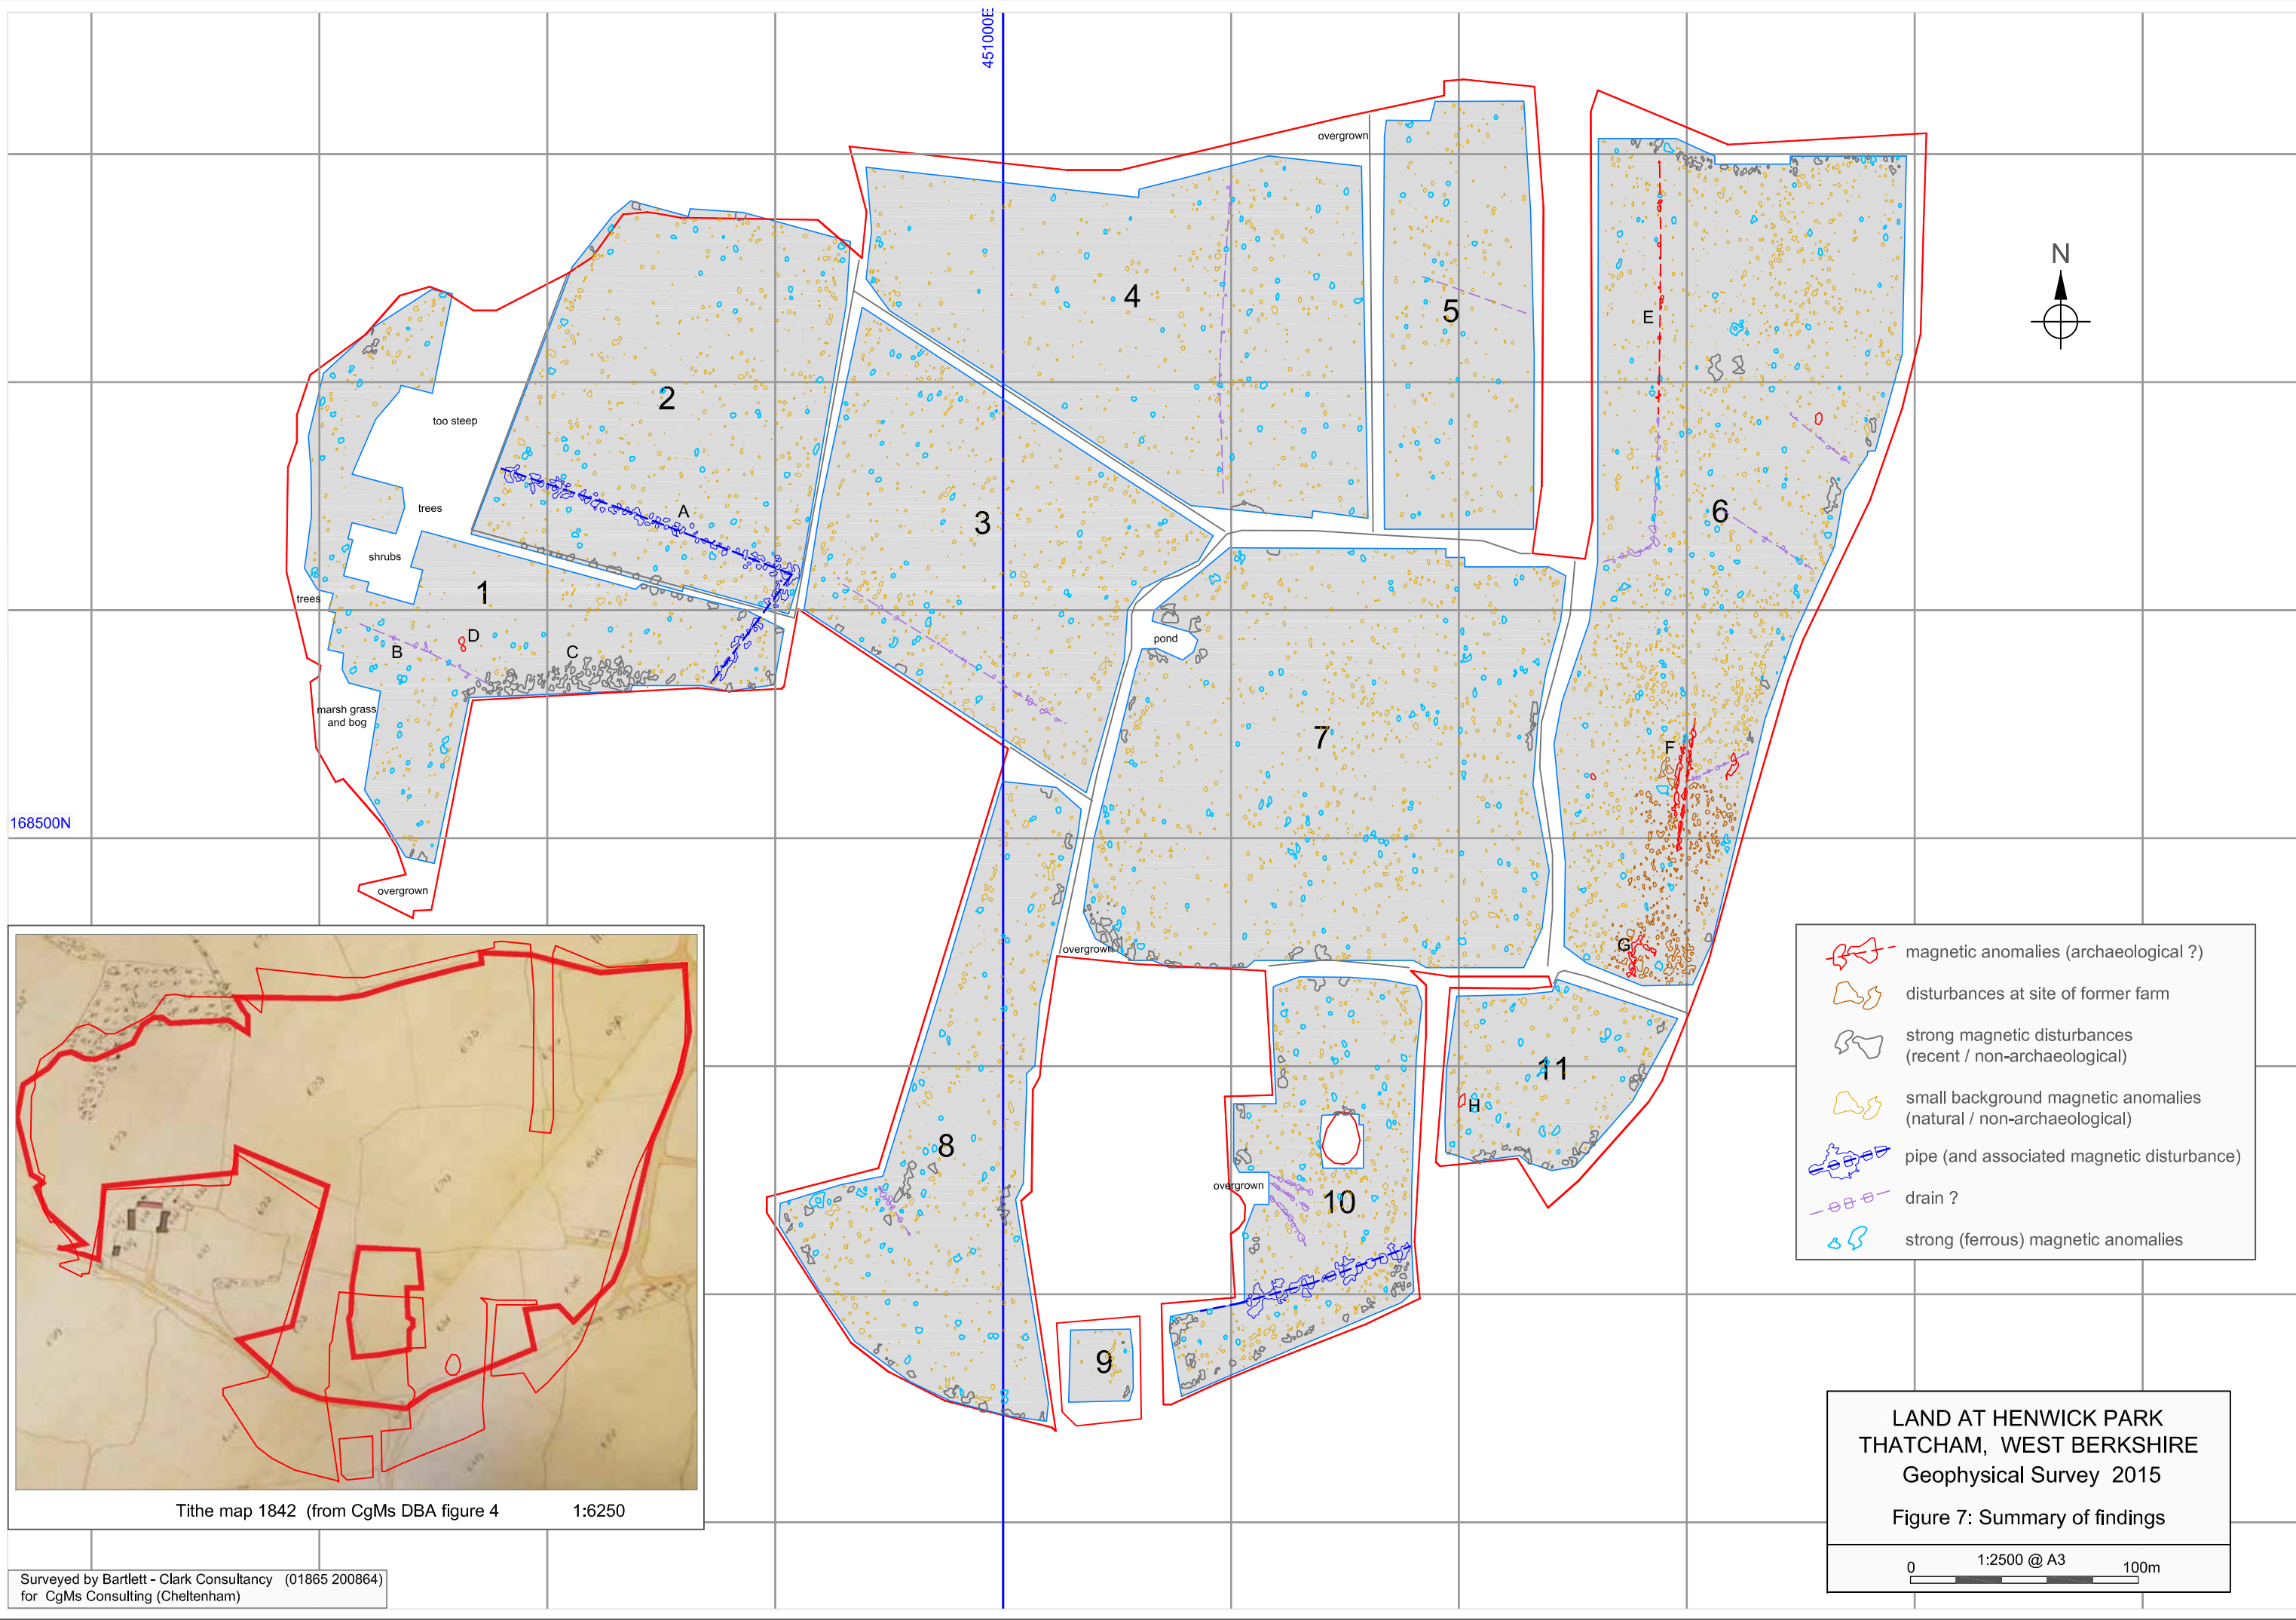 451000E
overgrown
N
4
5
E
2
too steep
3
6
A
trees
shrubs
1
trees
D
B
C
pond
marsh grass
and bog
7
F
168500N
overgrown
G
overgrown
11
H
8
overgrown
10
9
magnetic anomalies (archaeological ?)
disturbances at site of former farm
strong magnetic disturbances
(recent / non-archaeological)
small background magnetic anomalies
(natural / non-archaeological)
pipe (and associated magnetic disturbance)
drain ?
strong (ferrous) magnetic anomalies
Tithe map 1842 (from CgMs DBA figure 4 1:6250
LAND AT HENWICK PARK
THATCHAM, WEST BERKSHIRE
Geophysical Survey 2015
Figure 7: Summary of findings
1:2500 @ A3
0 100m
Surveyed by Bartlett - Clark Consultancy (01865 200864)
for CgMs Consulting (Cheltenham)